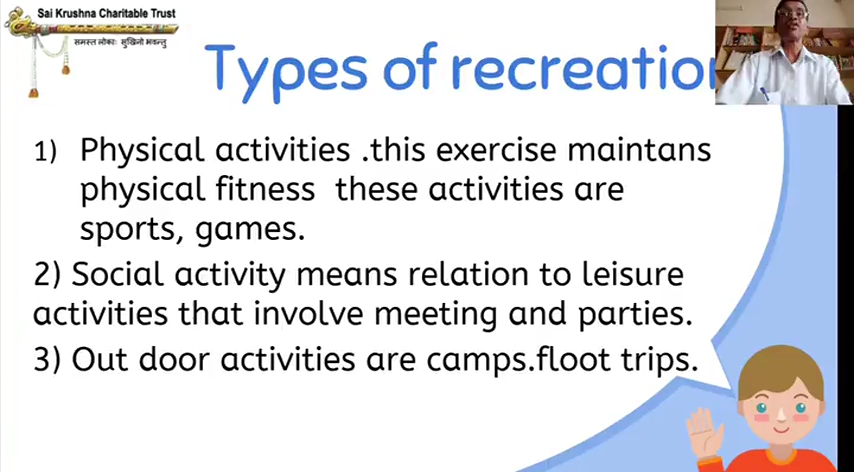 Sai Krushna Charitable Trust
समस्त लोकाः सुखिनो भवन्तु
Types of recreation
1) Physical activities .this exercise maintans
physical fitness these activities are
sports, games.
2) Social activity means relation to leisure
activities that involve meeting and parties.
3) Out door activities are camps.floot trips.